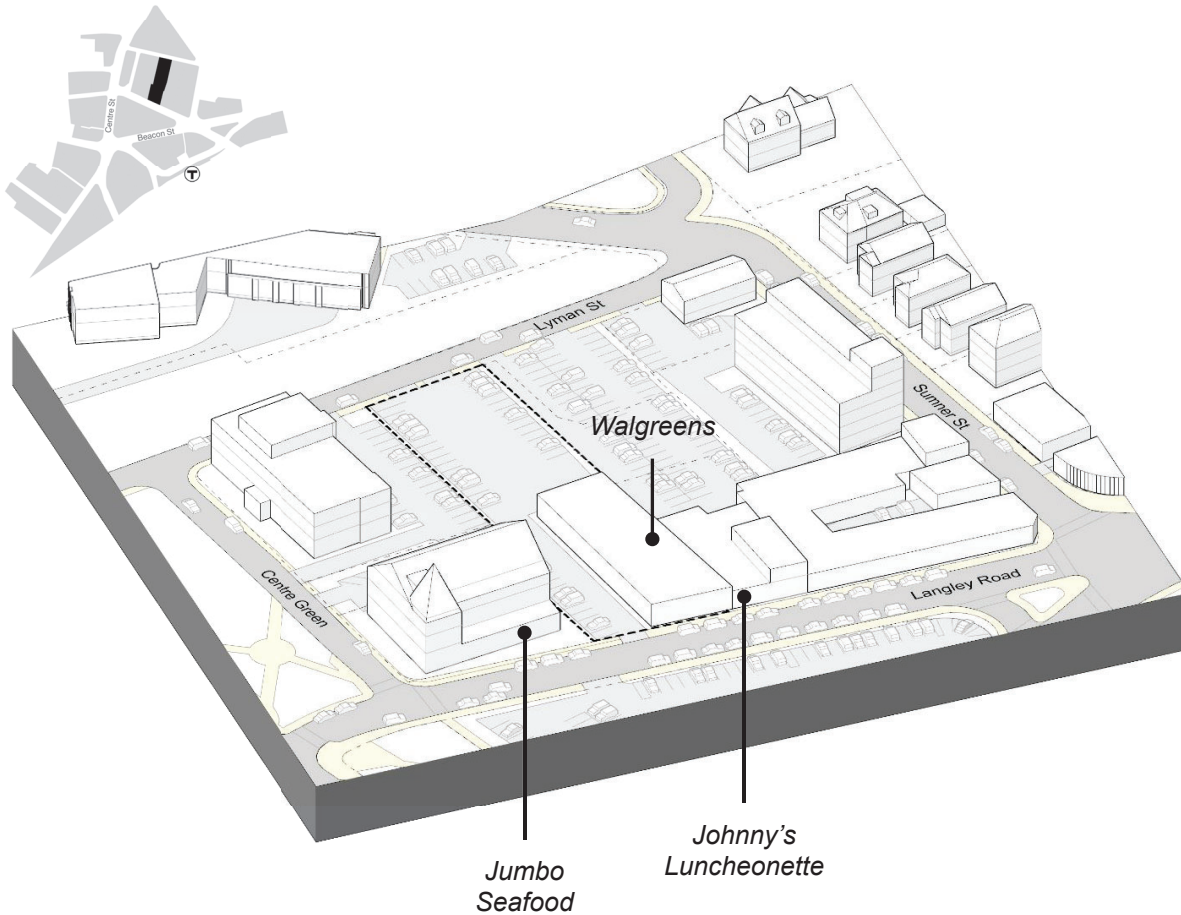 Centre St
Beacon St
T
Lyman St
Walgreens
Sumner St
Centre Green
Langley Road
Johnny’s
Luncheonette
Jumbo
Seafood